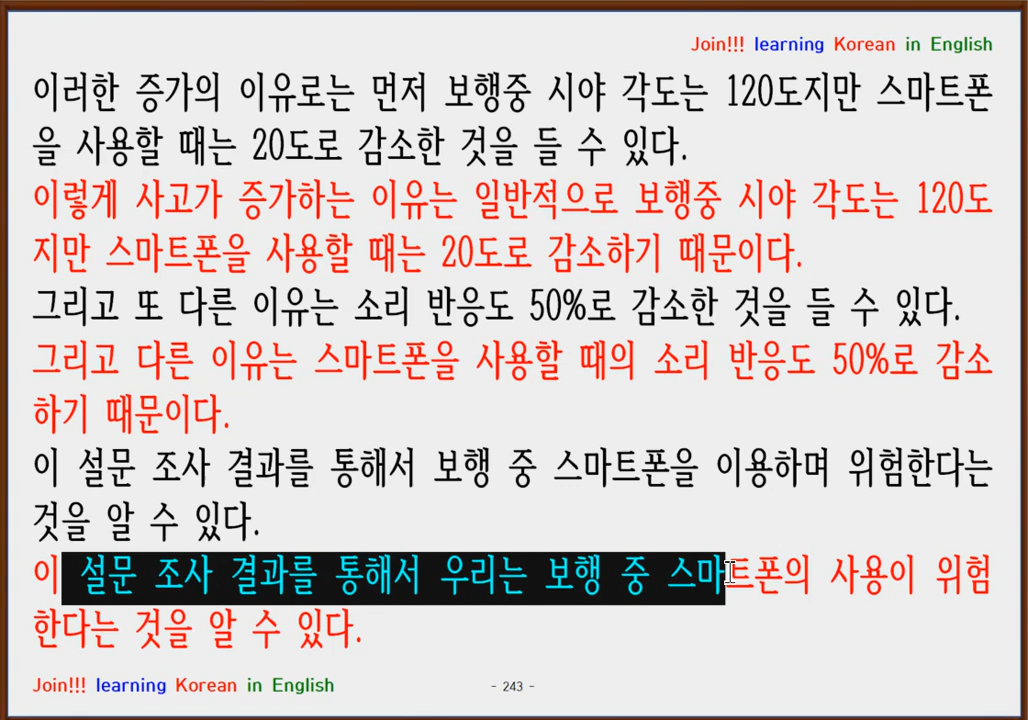 Join!!! learning Korean in English
이러한 증가의 이유로는 먼저 보행중 시야 각도는 120도지만 스마트폰
을 사용할 때는 20도로 감소한 것을 들 수 있다.
이렇게 사고가 증가하는 이유는 일반적으로 보행중 시야 각도는 120도
지만 스마트폰을 사용할 때는 20도로 감소하기 때문이다.
그리고 또 다른 이유는 소리 반응도 50%로 감소한 것을 들 수 있다.
그리고 다른 이유는 스마트폰을 사용할 때의 소리 반응도 50%로 감소
하기 때문이다.
이 설문 조사 결과를 통해서 보행 중 스마트폰을 이용하며 위험한다는
것을 알 수 있다.
이 설문 조사 결과를 통해서 우리는 보행 중 스마트폰의 사용이 위험
한다는 것을 알 수 있다.
Join!!! learning Korean in English
- 243 -